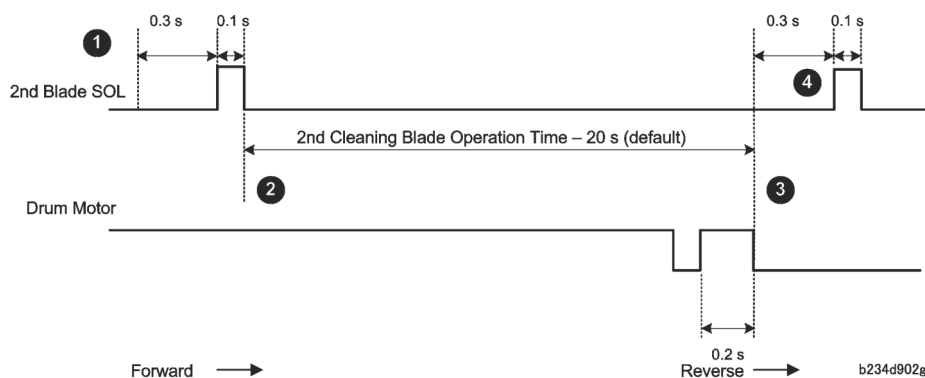 0.3 s
0.1 s
0.3 s
0.1 s
1
4
2nd Blade SOL
2nd Cleaning Blade Operation Time – 20 s (default)
2
3
Drum Motor
0.2 s
Forward
Reverse
b234d902g